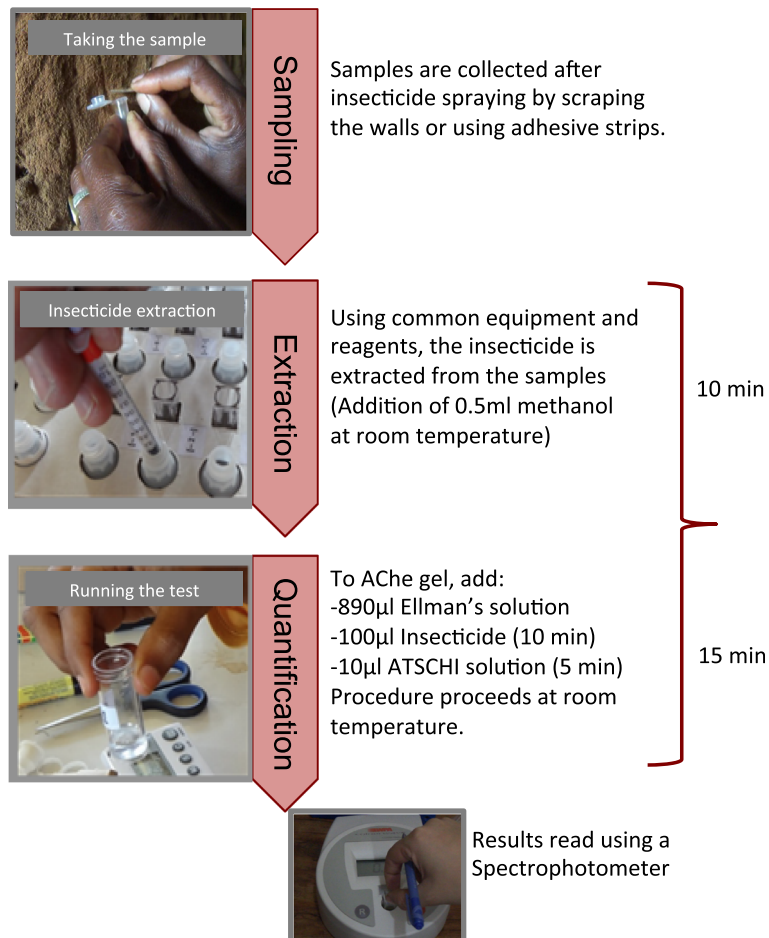 Taking the sample
Sampling
Samples are collected after
insecticide spraying by scraping
the walls or using adhesive strips.
Insecticide extraction
Extraction
Using common equipment and
reagents, the insecticide is
extracted from the samples
(Addition of 0.5ml methanol
at room temperature)
10 min
Running the test
Quantification
To AChe gel, add:
-890µl Ellman’s solution
-100µl Insecticide (10 min)
-10µl ATSCHI solution (5 min)
Procedure proceeds at room
temperature.
15 min
Results read using a
Spectrophotometer